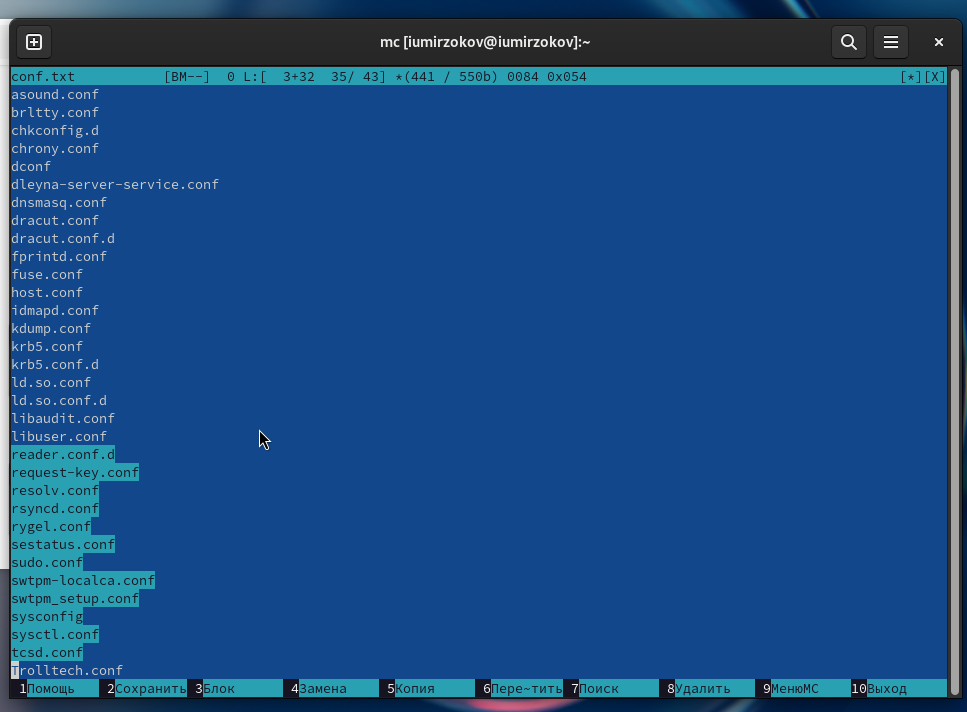 mc [iumirzokov@iumirzokov]:~
conf.txt [BM--] 0 L:[ 3+32 35/ 43] *(441 / 550b) 0084 0x054 [*][X]
asound.conf
brltty.conf
chkconfig.d
chrony.conf
dconf
dleyna-server-service.conf
dnsmasq.conf
dracut.conf
dracut.conf.d
fprintd.conf
fuse.conf
host.conf
idmapd.conf
kdump.conf
krb5.conf
krb5.conf.d
ld.so.conf
ld.so.conf.d
libaudit.conf
libuser.conf
reader.conf.d
request-key.conf
resolv.conf
rsyncd.conf
rygel.conf
sestatus.conf
sudo.conf
swtpm-localca.conf
swtpm_setup.conf
sysconfig
sysctl.conf
tcsd.conf
Trolltech.conf
1Помощь 2Сохранить 3Блок 4Замена 5Копия 6Пере~тить 7Поиск 8Удалить 9МенюMC 10Выход